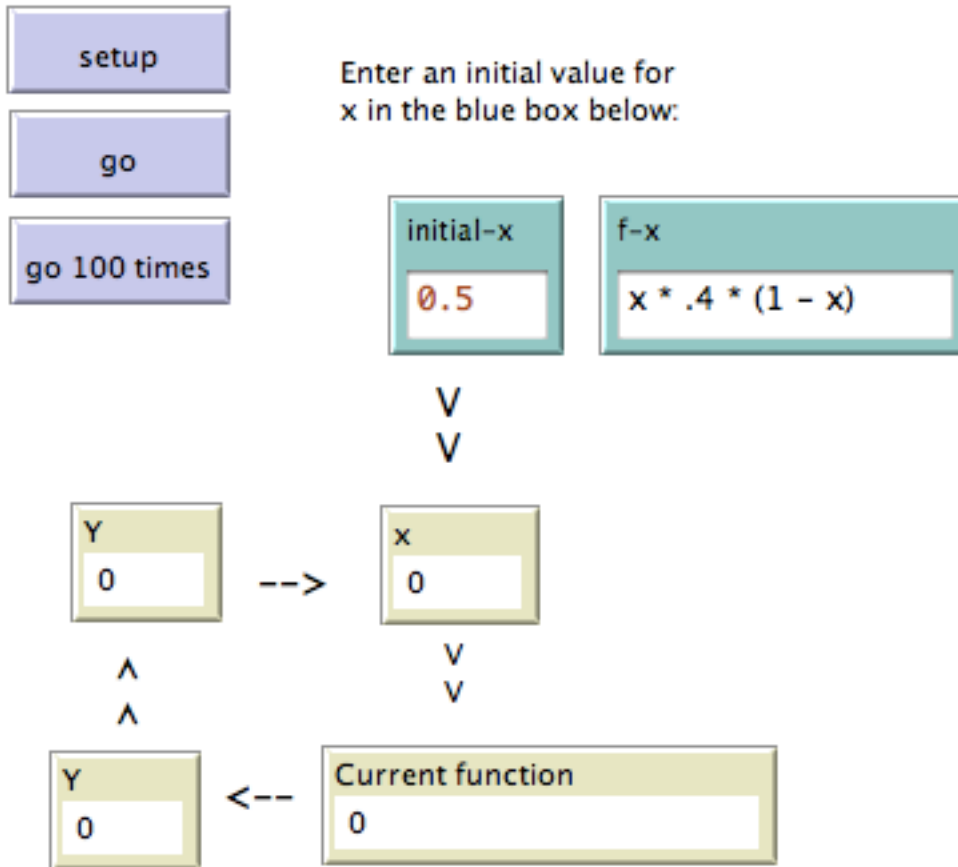 setup
Enter an initial value for
x in the blue box below:
go
go 100 times
initial-x
f-x
0.5
x * .4 * (1 - x)
V
V
Y
x
0
-->
0
^
^
v
v
Y
Current function
0
<--
0